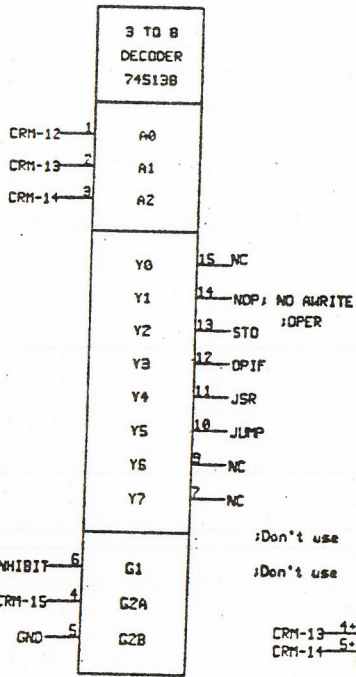 3 TO 8
DECODER
74S138
CRM-12 1 A0
CRM-13 2 A1
CRM-14 3 A2
Y0 15 NC
Y1 14 NOP; NO AWRITE
;OPER
Y2 13 STO
Y3 12 OPIF
Y4 11 JSR
Y5 10 JUMP
Y6 9 NC
Y7 7 NC
;Don't use
NHIBIT 6 G1 ;Don't use
CRM-15 4 G2A
GND 5 G2B
CRM-13 4+
CRM-14 5+